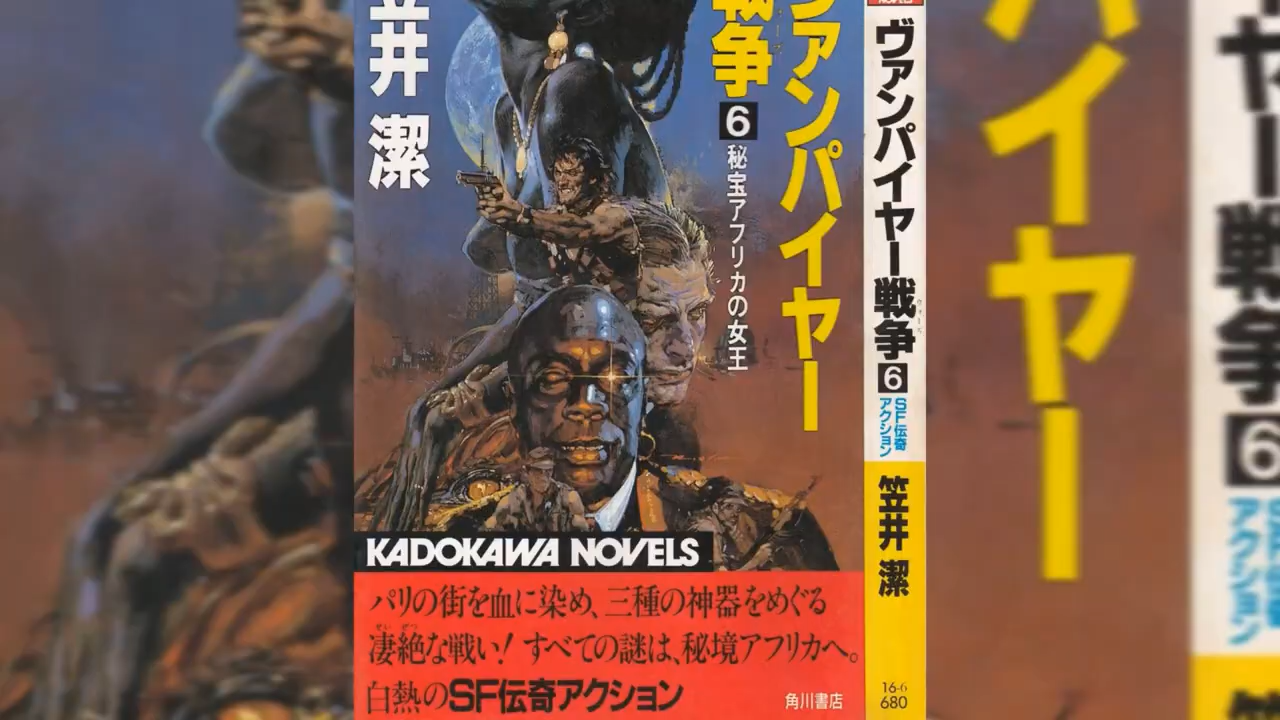 ヴァンパイヤー
戦争
6
秘宝アフリカの女王
笠井 潔
KADOKAWA NOVELS
パリの街を血に染め、三種の神器をめぐる
凄絶な戦い!すべての謎は、秘境アフリカへ。
白熱のSF伝奇アクション
角川書店
ヴァンパイヤー戦争
6
SF伝奇
アクション
笠井 潔
16-6
680